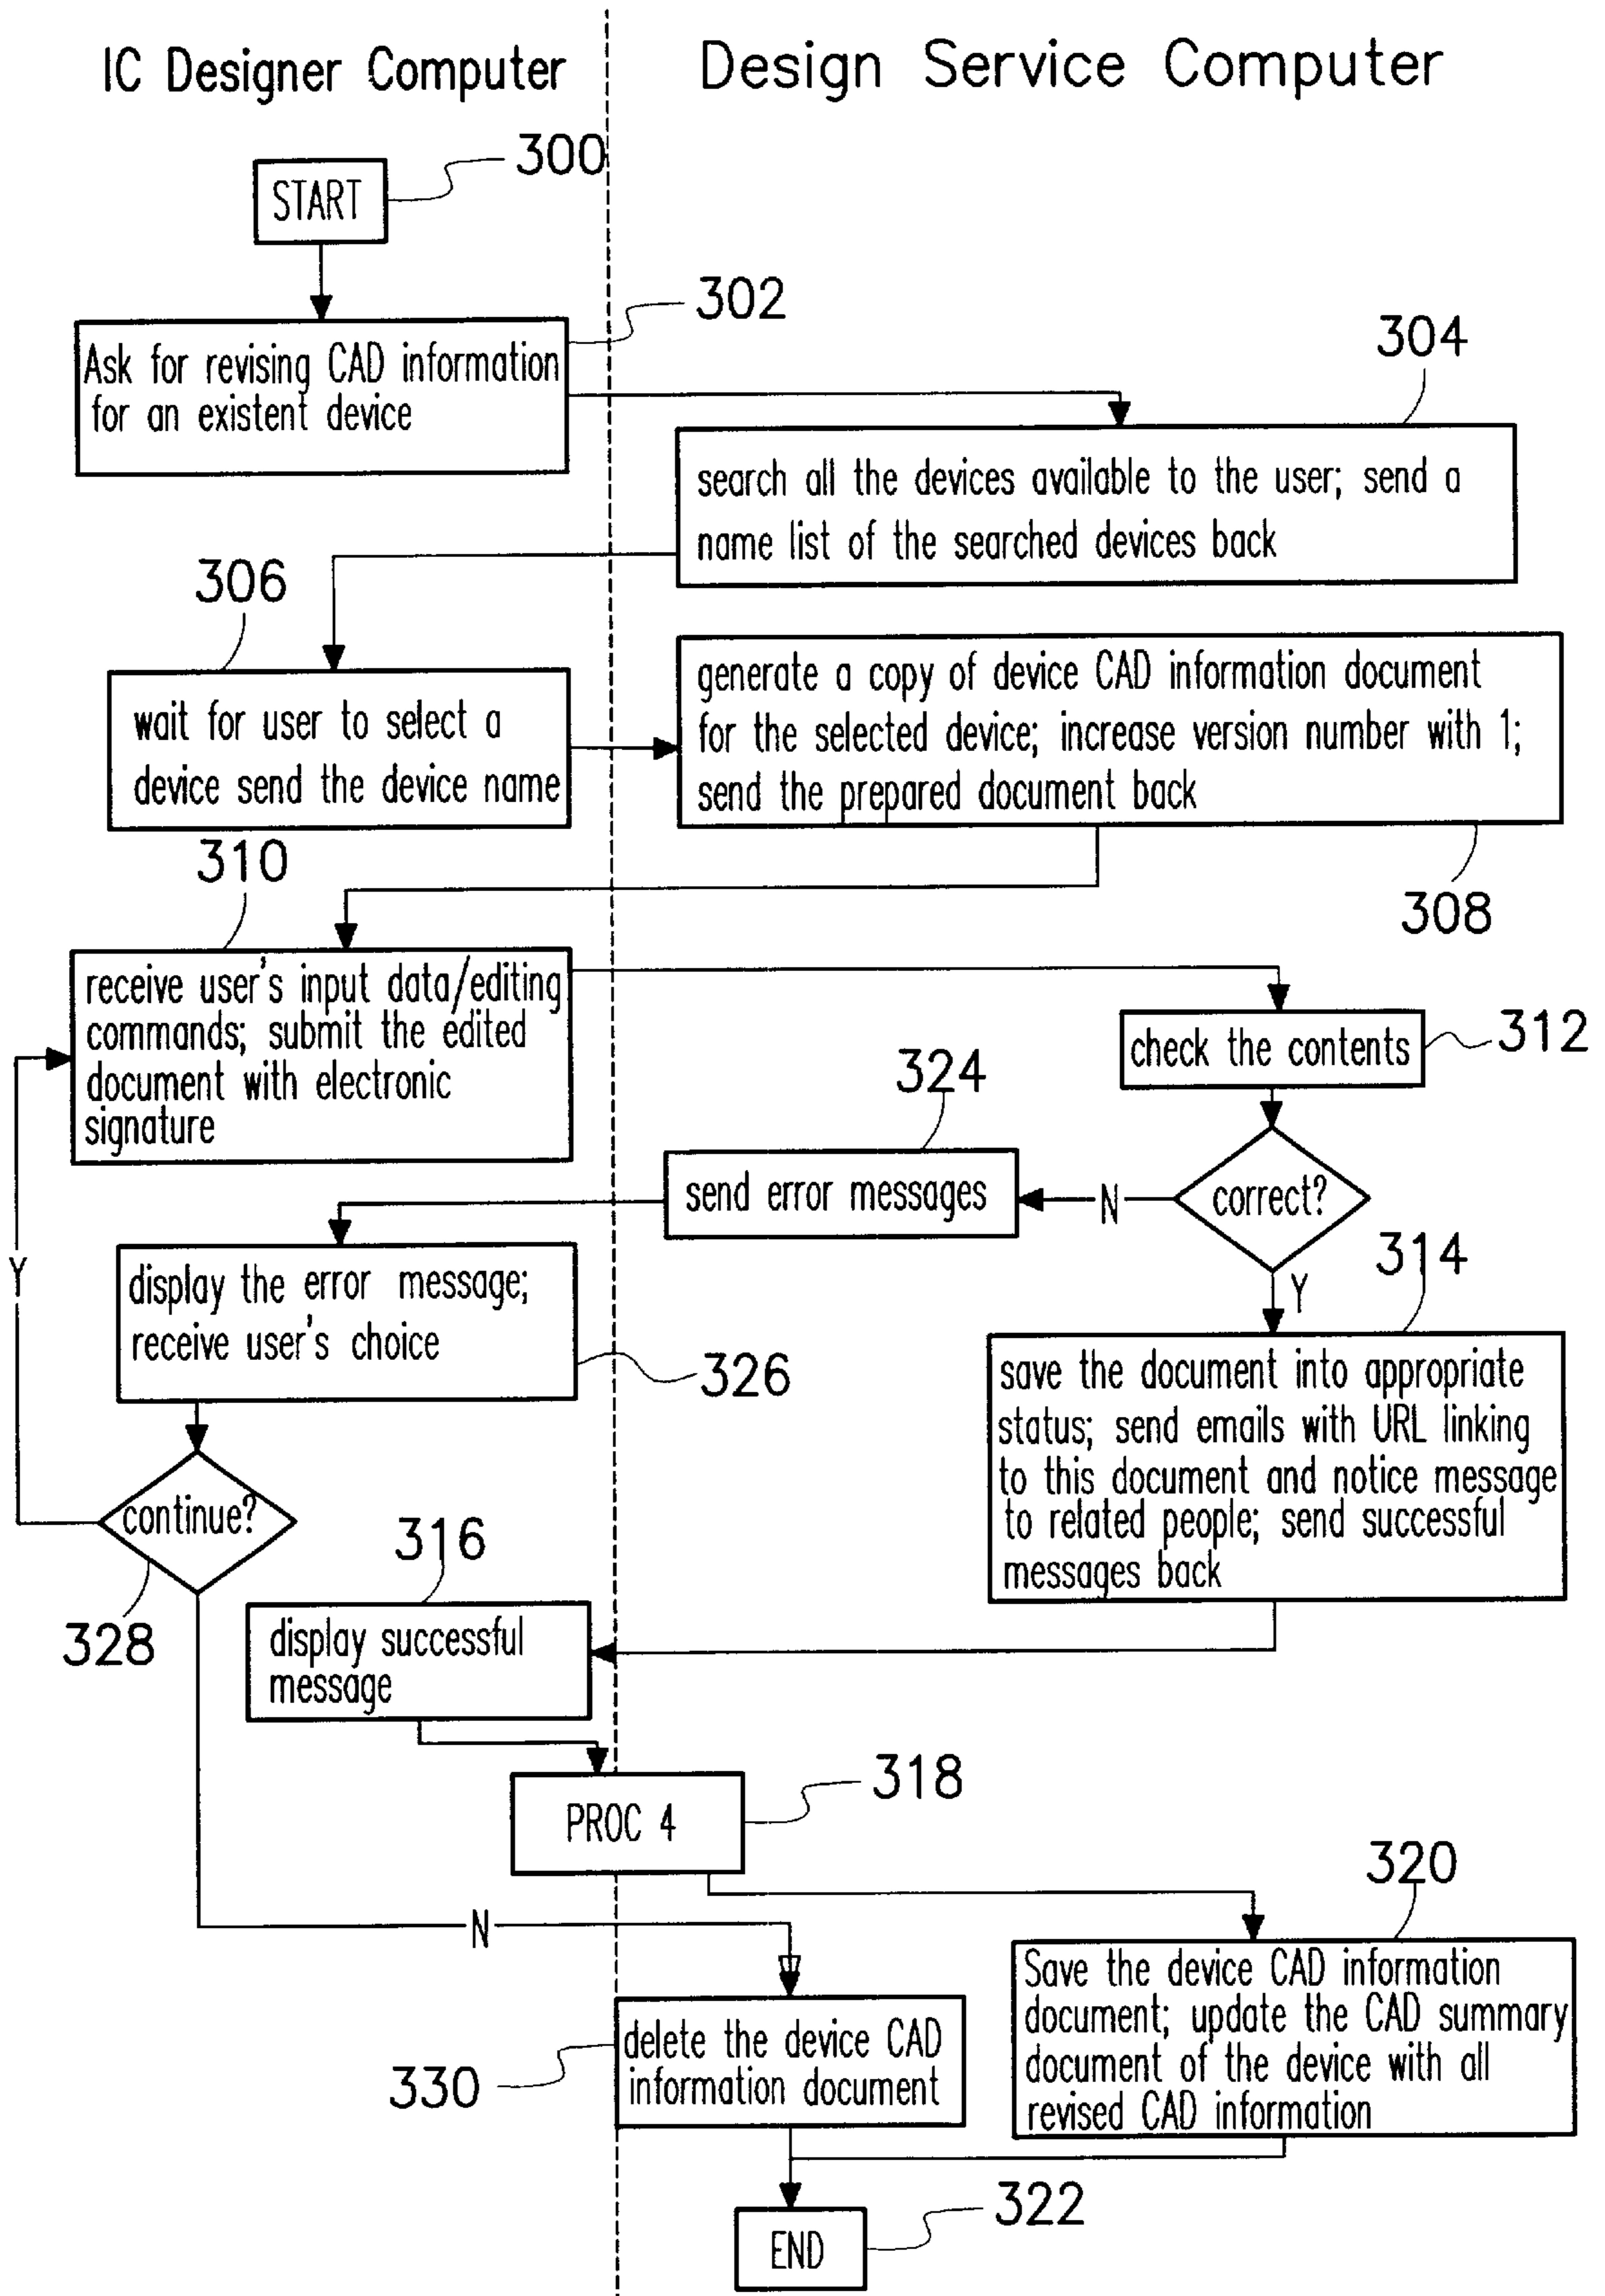 IC Designer Computer
Design Service Computer
300
START
302
Ask for revising CAD information
for an existent device
304
search all the devices available to the user; send a
name list of the searched devices back
306
wait for user to select a
device send the device name
generate a copy of device CAD information document
for the selected device; increase version number with 1;
send the prepared document back
308
310
receive user's input data/editing
commands; submit the edited
document with electronic
signature
312
check the contents
324
send error messages
N
correct?
Y
314
display the error message;
receive user's choice
326
Y
save the document into appropriate
status; send emails with URL linking
to this document and notice message
to related people; send successful
messages back
continue?
328
316
display successful
message
318
PROC 4
320
N
Save the device CAD information
document; update the CAD summary
document of the device with all
revised CAD information
delete the device CAD
information document
330
322
END